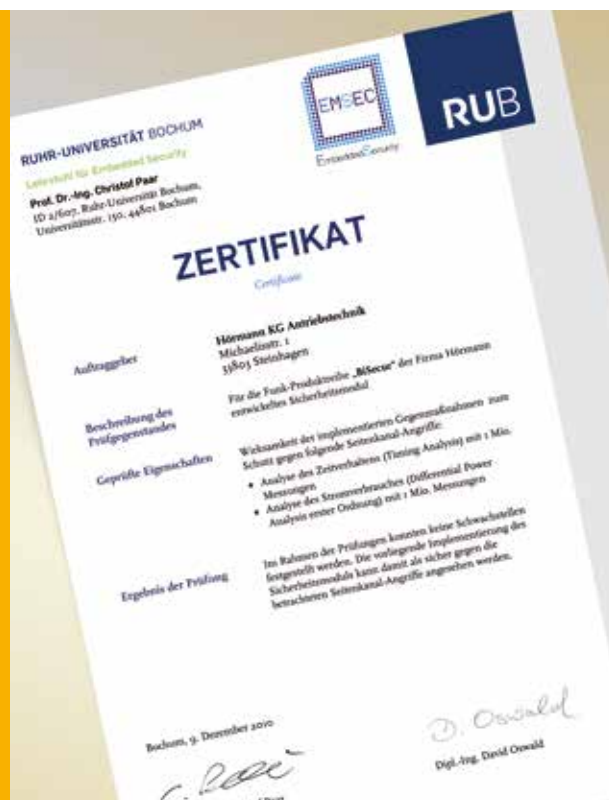 RUHR-UNIVERSITÄT BOCHUM
Lehrstuhl für Embedded Security
Prof. Dr.-Ing. Christof Paar
ID 2/607, Ruhr-Universität Bochum,
Universitätsstr. 150, 44801 Bochum
EMSEC
Embedded Security
RUB
ZERTIFIKAT
Certificate
Auftraggeber
Hörmann KG Antriebstechnik
Michaelisstr. 1
33803 Steinhagen
Beschreibung des
Prüfgegenstandes
Für die Funk-Produktreihe „BiSecur" der Firma Hörmann
entwickeltes Sicherheitsmodul
Geprüfte Eigenschaften
Wirksamkeit der implementierten Gegenmaßnahmen zum
Schutz gegen folgende Seitenkanal-Angriffe:
• Analyse des Zeitverhaltens (Timing Analysis) mit 1 Mio.
Messungen
• Analyse des Stromverbrauches (Differential Power
Analysis erster Ordnung) mit 1 Mio. Messungen
Ergebnis der Prüfung
Im Rahmen der Prüfungen konnten keine Schwachstellen
festgestellt werden. Die vorliegende Implementierung des
Sicherheitsmoduls kann damit als sicher gegen die
betrachteten Seitenkanal-Angriffe angesehen werden.
Bochum, 9. Dezember 2010
D. Oswald
Dipl.-Ing. David Oswald